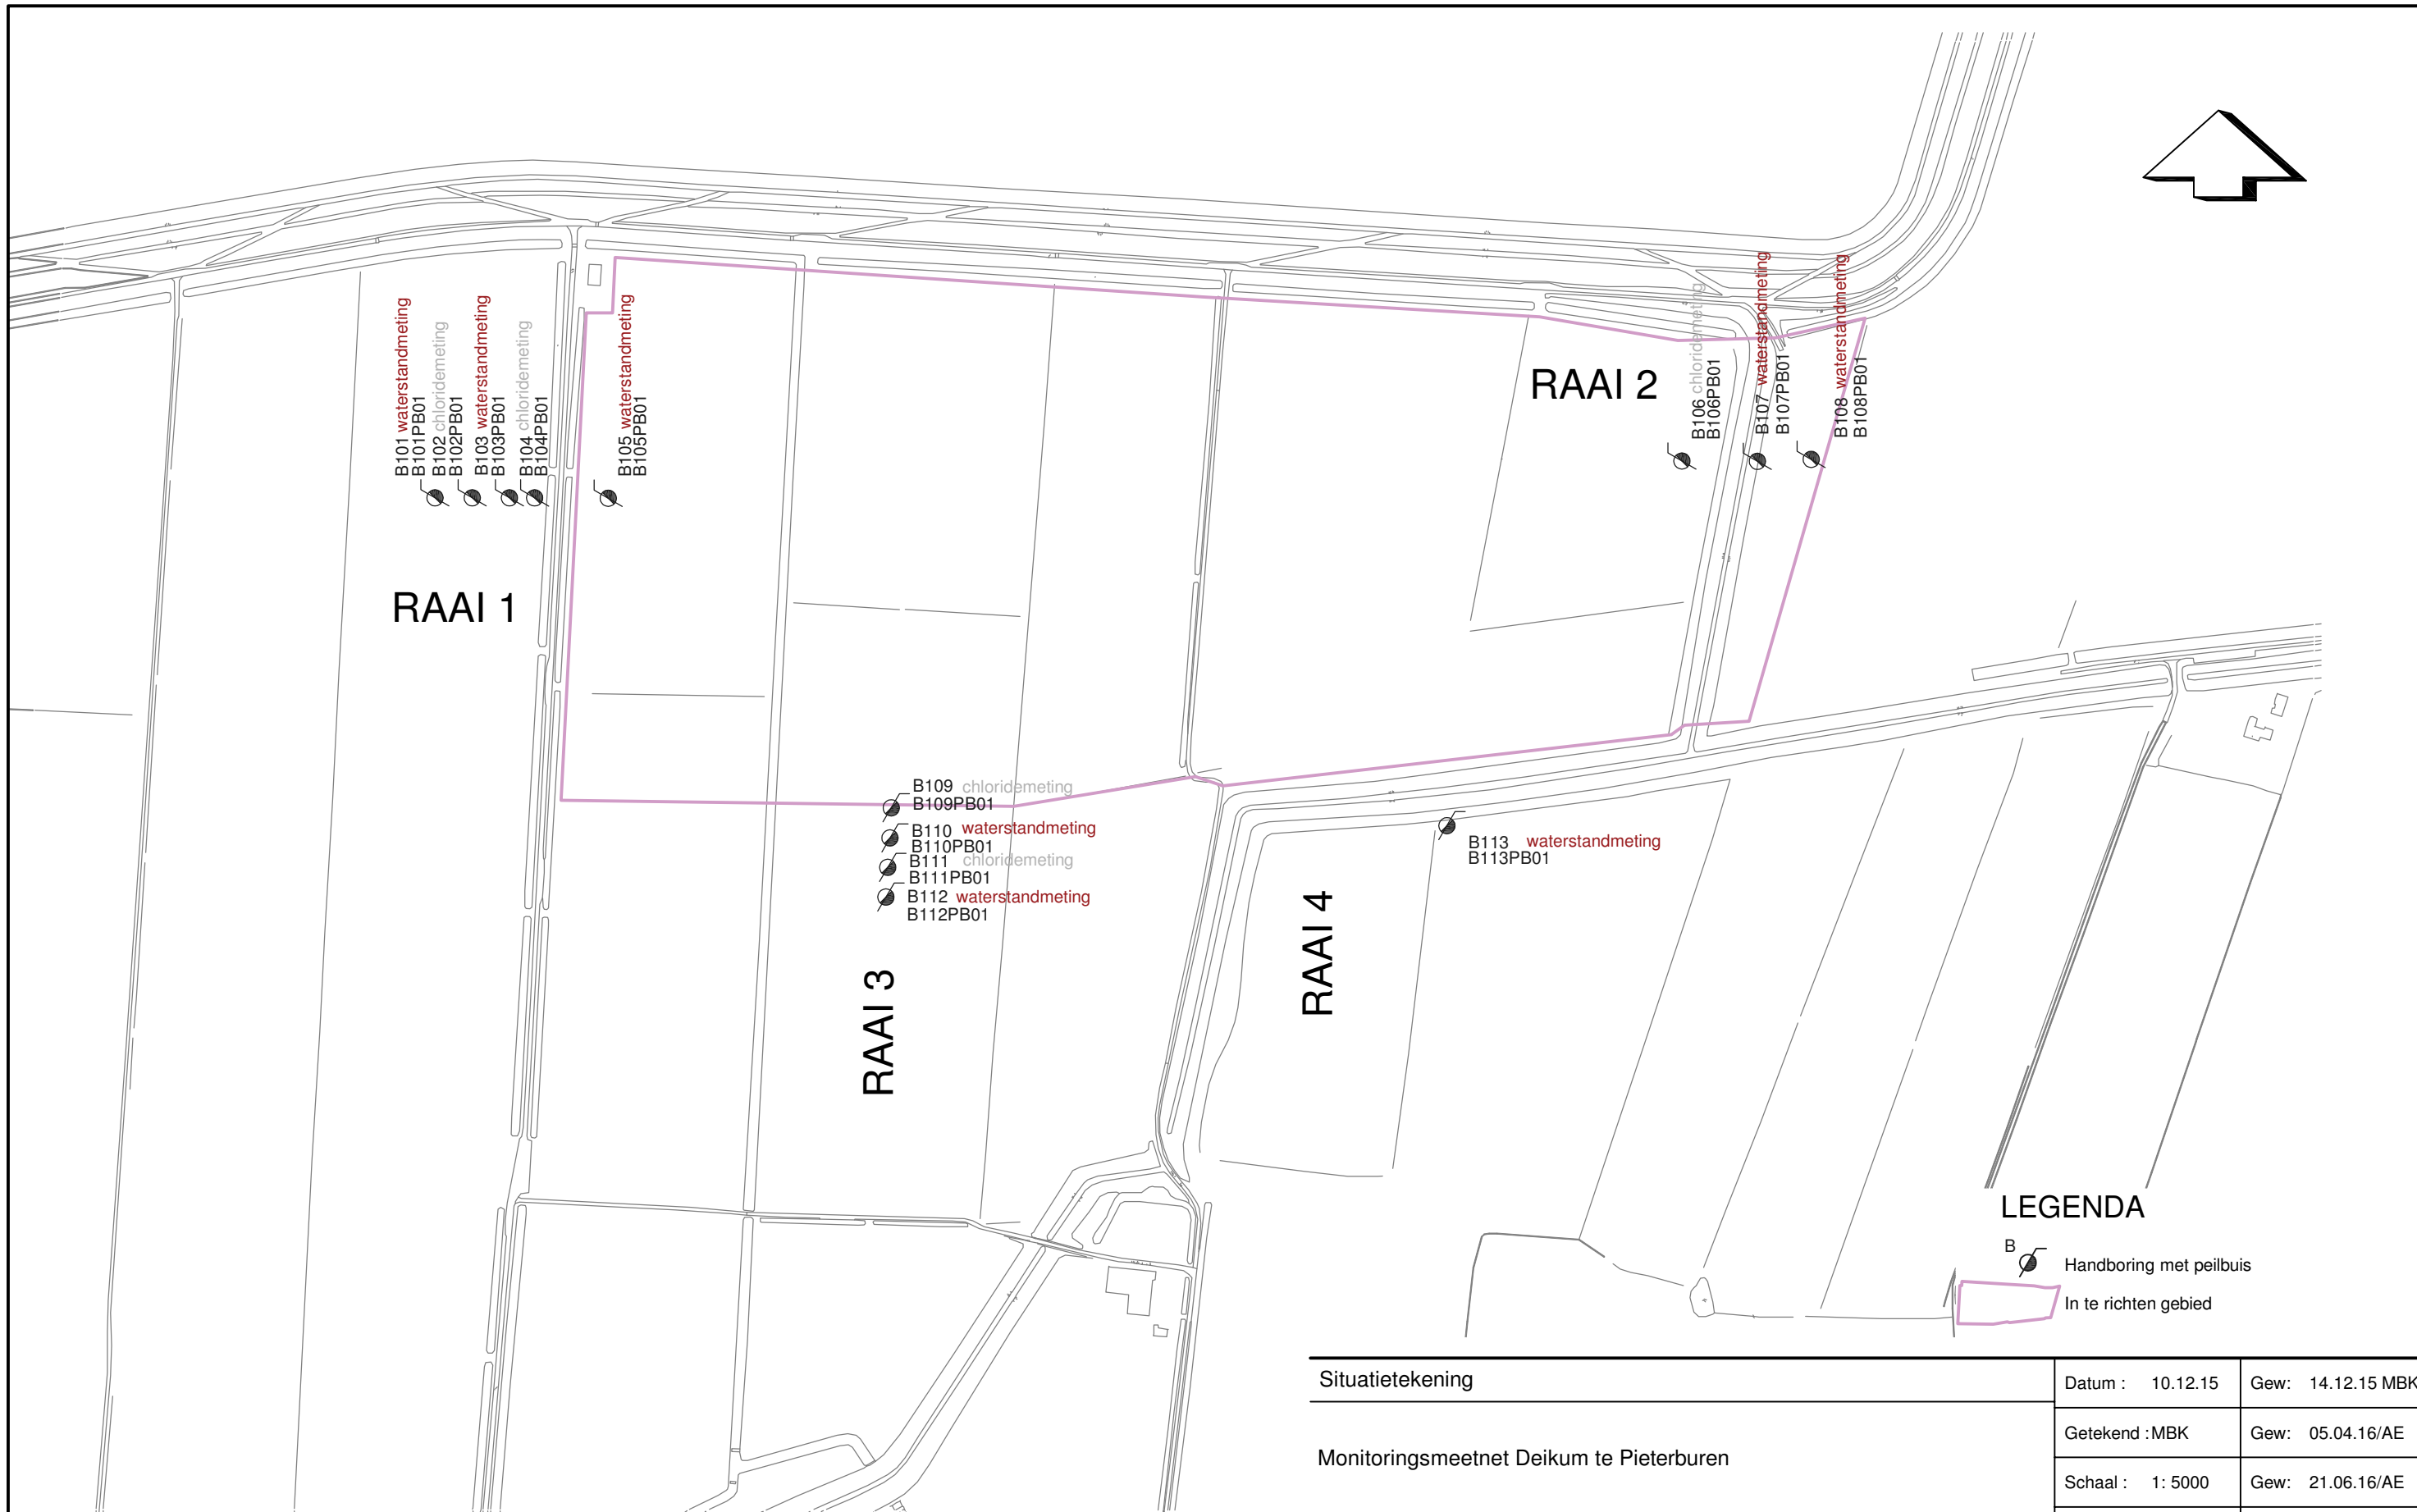 B101 waterstandmeting
B101PB01
B102 chloridemeting
B102PB01
B103 waterstandmeting
B103PB01
B104 chloridemeting
B104PB01
B105 waterstandmeting
B105PB01
RAAI 1
RAAI 2
B106 chloridemeting
B106PB01
B107 waterstandmeting
B107PB01
B108 waterstandmeting
B108PB01
B109 chloridemeting
B109PB01
B110 waterstandmeting
B110PB01
B111 chloridemeting
B111PB01
B112 waterstandmeting
B112PB01
RAAI 3
B113 waterstandmeting
B113PB01
RAAI 4
LEGENDA
B
Handboring met peilbuis
In te richten gebied
Situatietekening
Monitoringsmeetnet Deikum te Pieterburen
Datum : 10.12.15
Gew: 14.12.15 MBK
Getekend :MBK
Gew: 05.04.16/AE
Schaal : 1: 5000
Gew: 21.06.16/AE